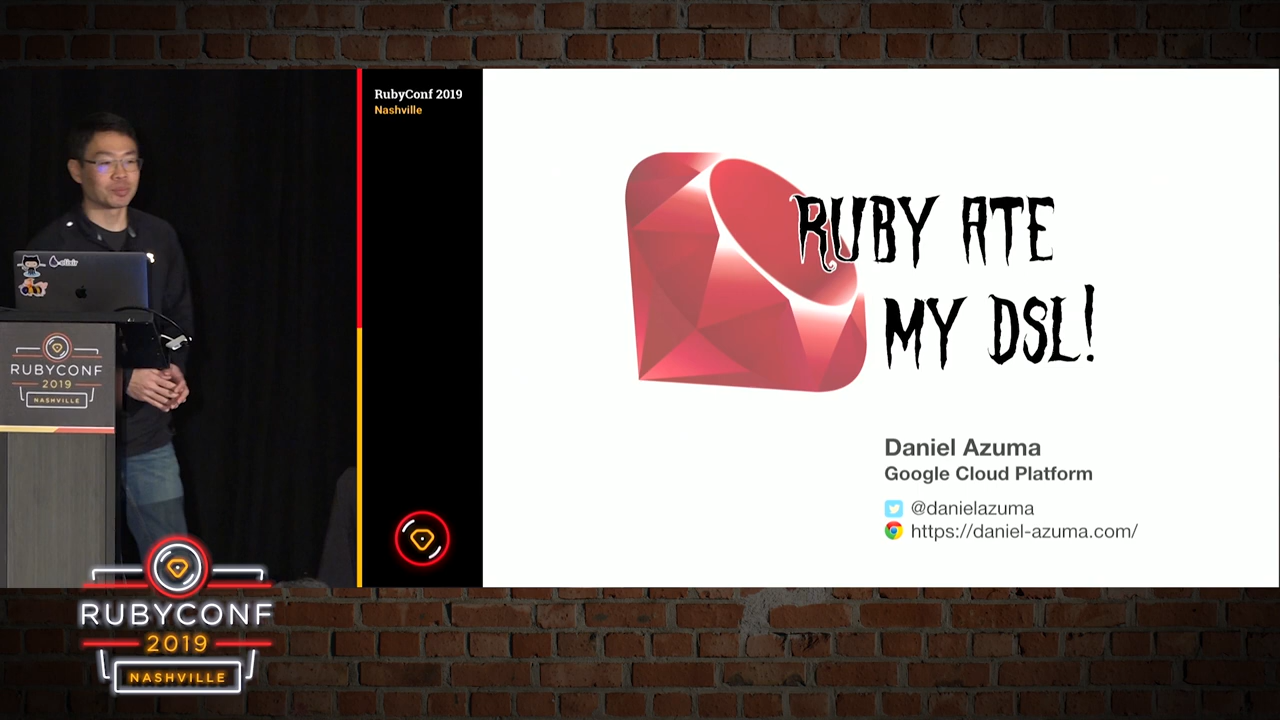 RubyConf 2019
Nashville
RUBY ATE
MY DSL!
Daniel Azuma
Google Cloud Platform
@danielazuma
https://daniel-azuma.com/
elixir
RUBYCONF
2019
NASHVILLE
RUBYCONF
2019
NASHVILLE